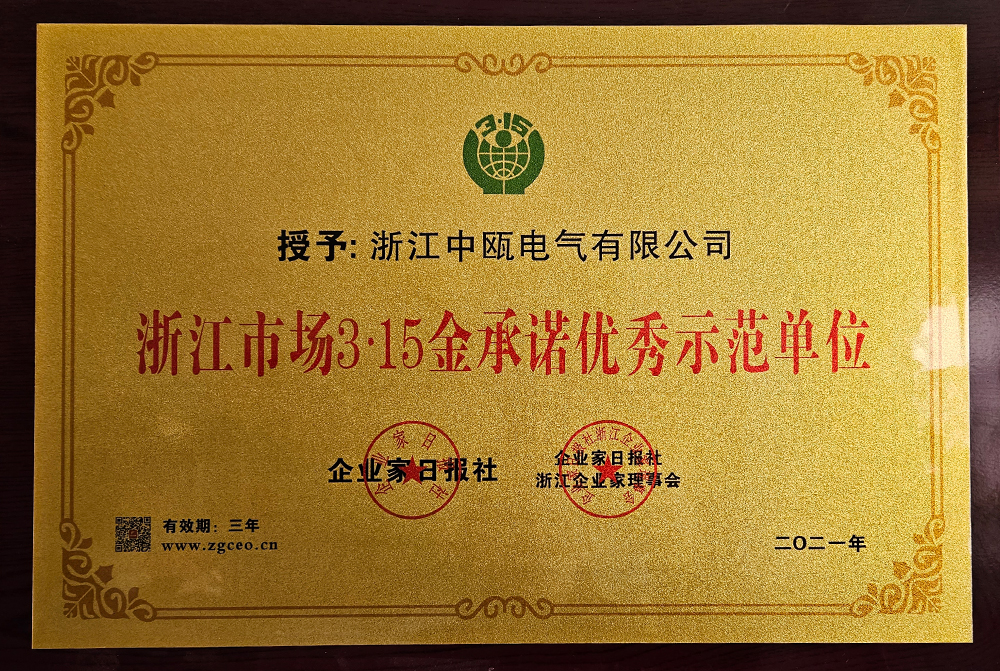 3·15
授予: 浙江中瓯电气有限公司
浙江市场3·15金承诺优秀示范单位
企业家日报社
企业家日报社
浙江企业家理事会
有效期：三年
www.zgceo.cn
二〇二一年